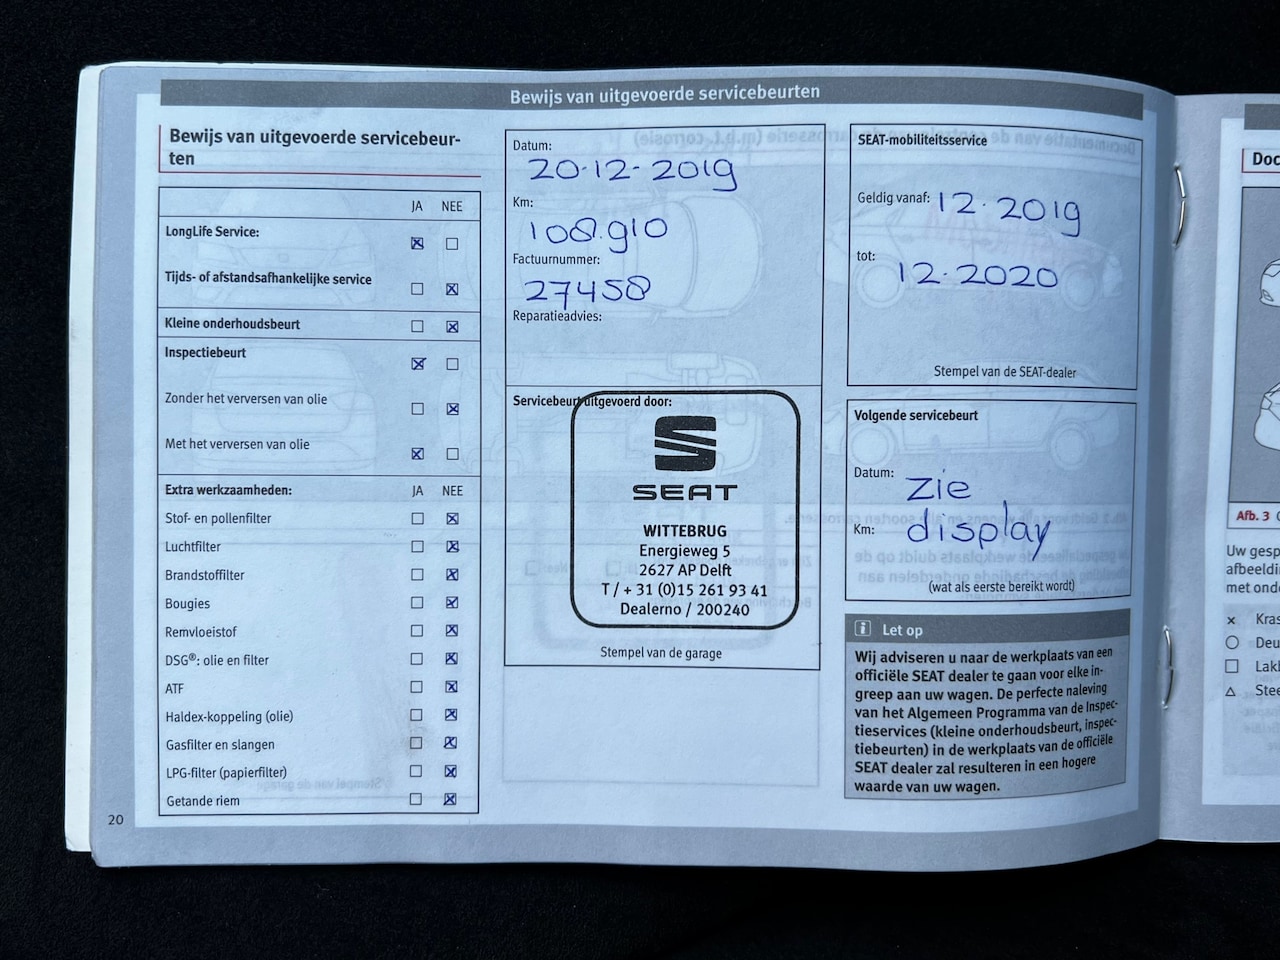 Bewijs van uitgevoerde servicebeurten
Bewijs van uitgevoerde servicebeur-
ten
JA NEE
LongLife Service:
Tijds- of afstandsafhankelijke service
Kleine onderhoudsbeurt
Inspectiebeurt
Zonder het verversen van olie
Met het verversen van olie
Extra werkzaamheden: JA NEE
Stof- en pollenfilter
Luchtfilter
Brandstoffilter
Bougies
Remvloeistof
DSG®: olie en filter
ATF
Haldex-koppeling (olie)
Gasfilter en slangen
LPG-filter (papierfilter)
Getande riem
20
Datum:
20-12-2019
Km:
108.910
Factuurnummer:
27458
Reparatieadvies:
Servicebeurt uitgevoerd door:
SEAT
WITTEBRUG
Energieweg 5
2627 AP Delft
T / + 31 (0)15 261 93 41
Dealerno / 200240
Stempel van de garage
SEAT-mobiliteitsservice
Geldig vanaf: 12.2019
tot:
12.2020
Stempel van de SEAT-dealer
Volgende servicebeurt
Datum: zie
Km: display
(wat als eerste bereikt wordt)
i Let op
Wij adviseren u naar de werkplaats van een
officiële SEAT dealer te gaan voor elke in-
greep aan uw wagen. De perfecte naleving
van het Algemeen Programma van de Inspec-
tieservices (kleine onderhoudsbeurt, inspec-
tiebeurten) in de werkplaats van de officiële
SEAT dealer zal resulteren in een hogere
waarde van uw wagen.
Afb. 3
Uw
met